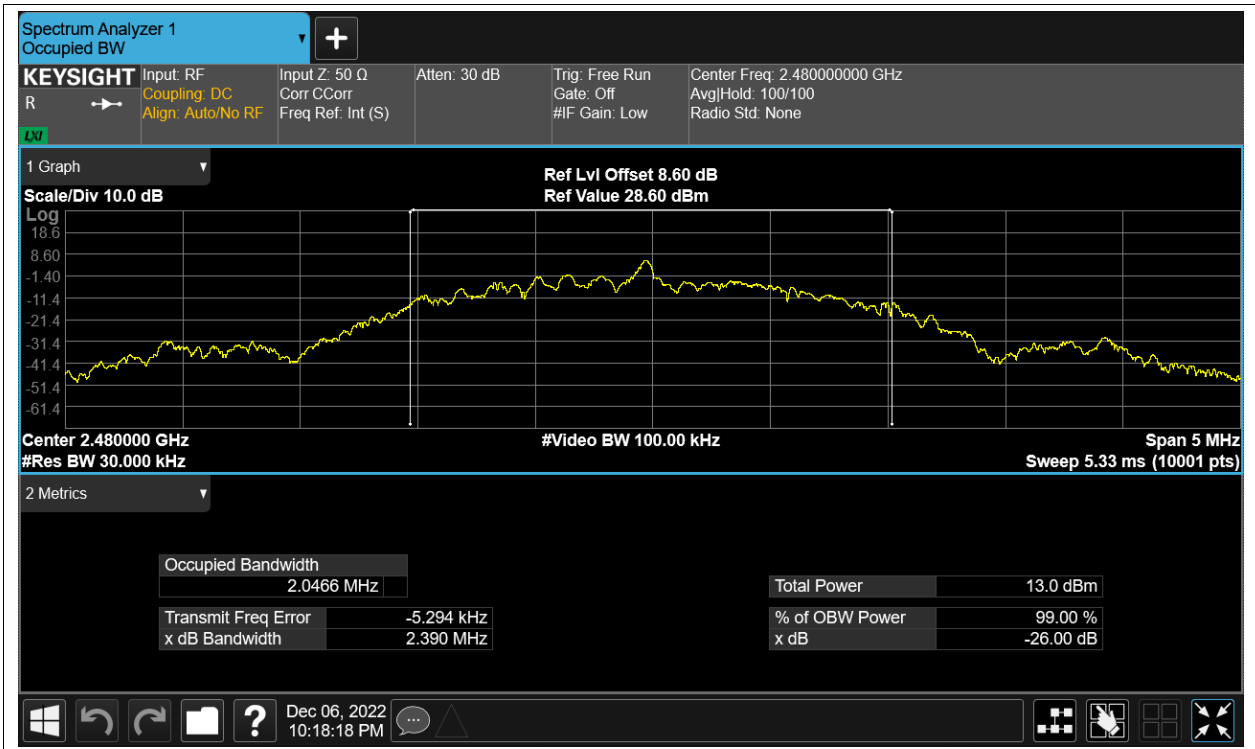 Spectrum Analyzer 1
Occupied BW
KEYSIGHT
R
LXI
Input: RF
Coupling: DC
Align: Auto/No RF
Input Z: 50 Ω
Corr CCorr
Freq Ref: Int (S)
Atten: 30 dB
Trig: Free Run
Gate: Off
#IF Gain: Low
Center Freq: 2.480000000 GHz
Avg|Hold: 100/100
Radio Std: None
1 Graph
Scale/Div 10.0 dB
Ref Lvl Offset 8.60 dB
Ref Value 28.60 dBm
Log
18.6
8.60
-1.40
-11.4
-21.4
-31.4
-41.4
-51.4
-61.4
Center 2.480000 GHz
#Res BW 30.000 kHz
#Video BW 100.00 kHz
Span 5 MHz
Sweep 5.33 ms (10001 pts)
2 Metrics
Occupied Bandwidth
2.0466 MHz
Transmit Freq Error -5.294 kHz
x dB Bandwidth 2.390 MHz
Total Power 13.0 dBm
% of OBW Power 99.00 %
x dB -26.00 dB
?
Dec 06, 2022
10:18:18 PM